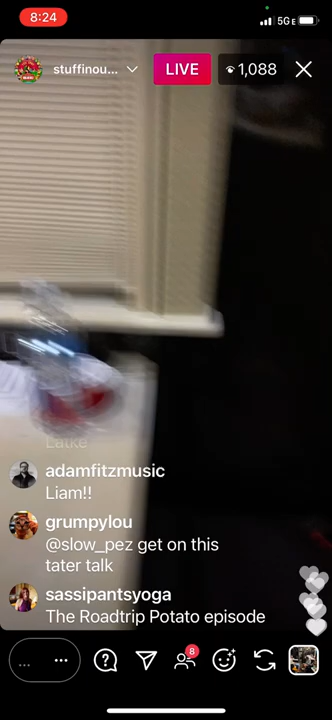 8:24
5G E
stuffinou...
LIVE
1,088
Latke
adamfitzmusic
Liam!!
grumpylou
@slow_pez get on this
tater talk
sassipantsyoga
The Roadtrip Potato episode
...
8